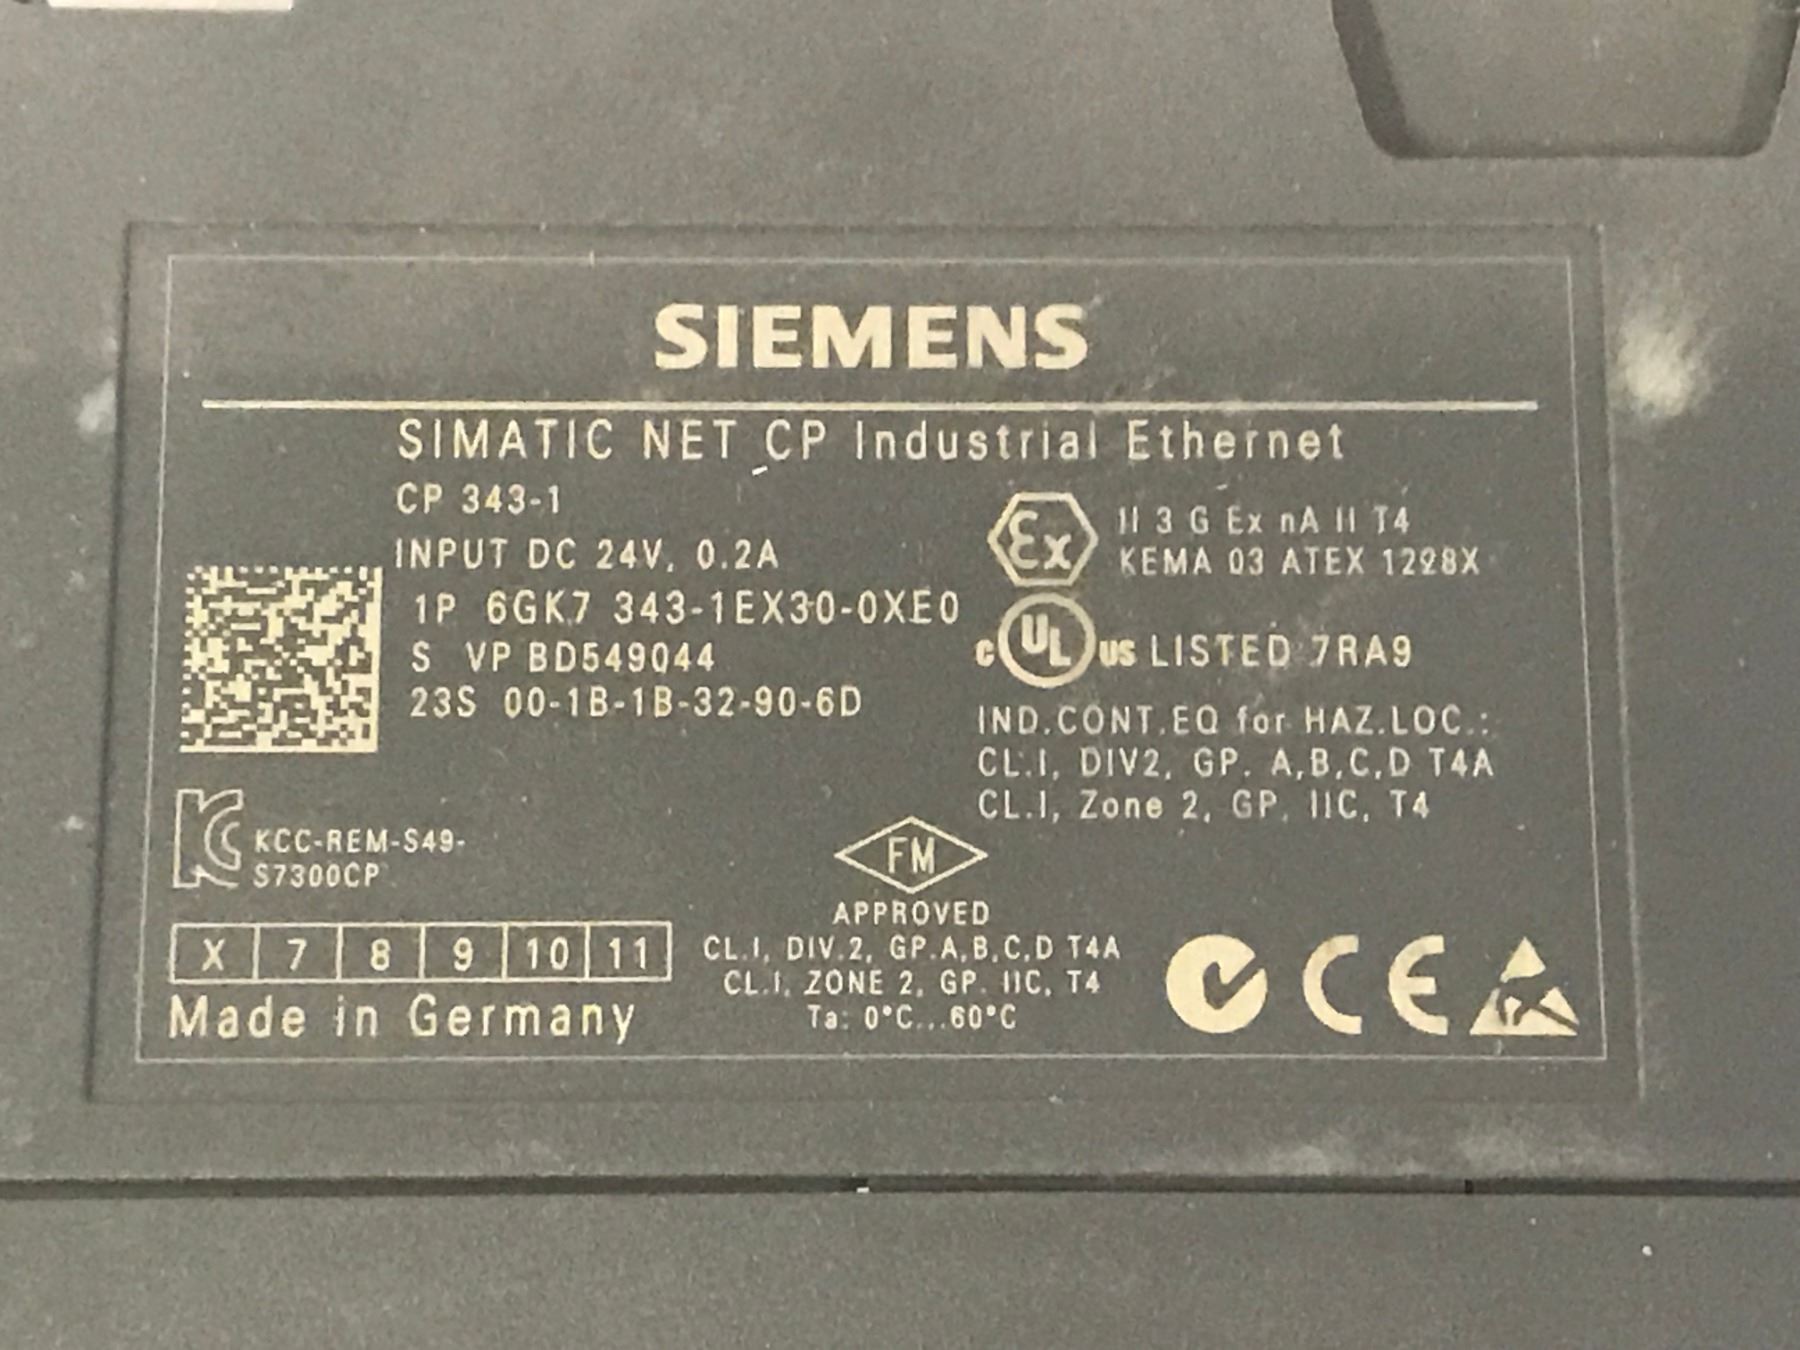 SIEMENS
SIMATIC NET CP Industrial Ethernet
CP 343-1
INPUT DC 24V, 0.2A
1P 6GK7 343-1EX30-0XE0
S VP BD549044
23S 00-1B-1B-32-90-6D
Ex II 3 G Ex nA II T4
KEMA 03 ATEX 1228X
c UL us LISTED 7RA9
IND.CONT.EQ for HAZ.LOC.:
CL.I, DIV2, GP. A,B,C,D T4A
CL.I, Zone 2, GP. IIC, T4
KCC-REM-S49-
S7300CP
X 7 8 9 10 11
Made in Germany
FM
APPROVED
CL.I, DIV.2, GP.A,B,C,D T4A
CL.I, ZONE 2, GP. IIC, T4
Ta: 0°C...60°C
CE